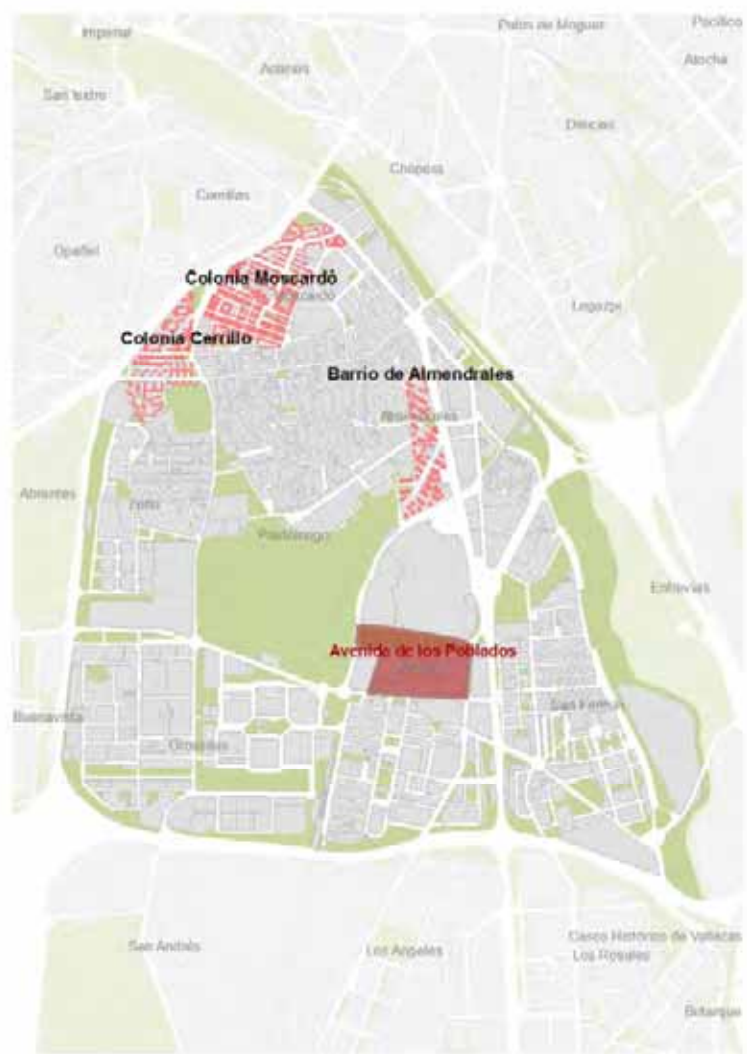 Imperial
Palos de Moguer
Pacífico
Atocha
Acacias
San Isidro
Delicias
Chopera
Comillas
Opañel
Colonia Moscardó
Moscardó
Legazpi
Colonia Cerrillo
Barrio de Almendrales
Almendrales
Abrantes
Zofío
Pradolongo
Entrevías
Avenida de los Poblados
San Fermín
Buenavista
Orcasitas
San Andrés
Los Angeles
Casco Histórico de Vallecas
Los Rosales
Butarque